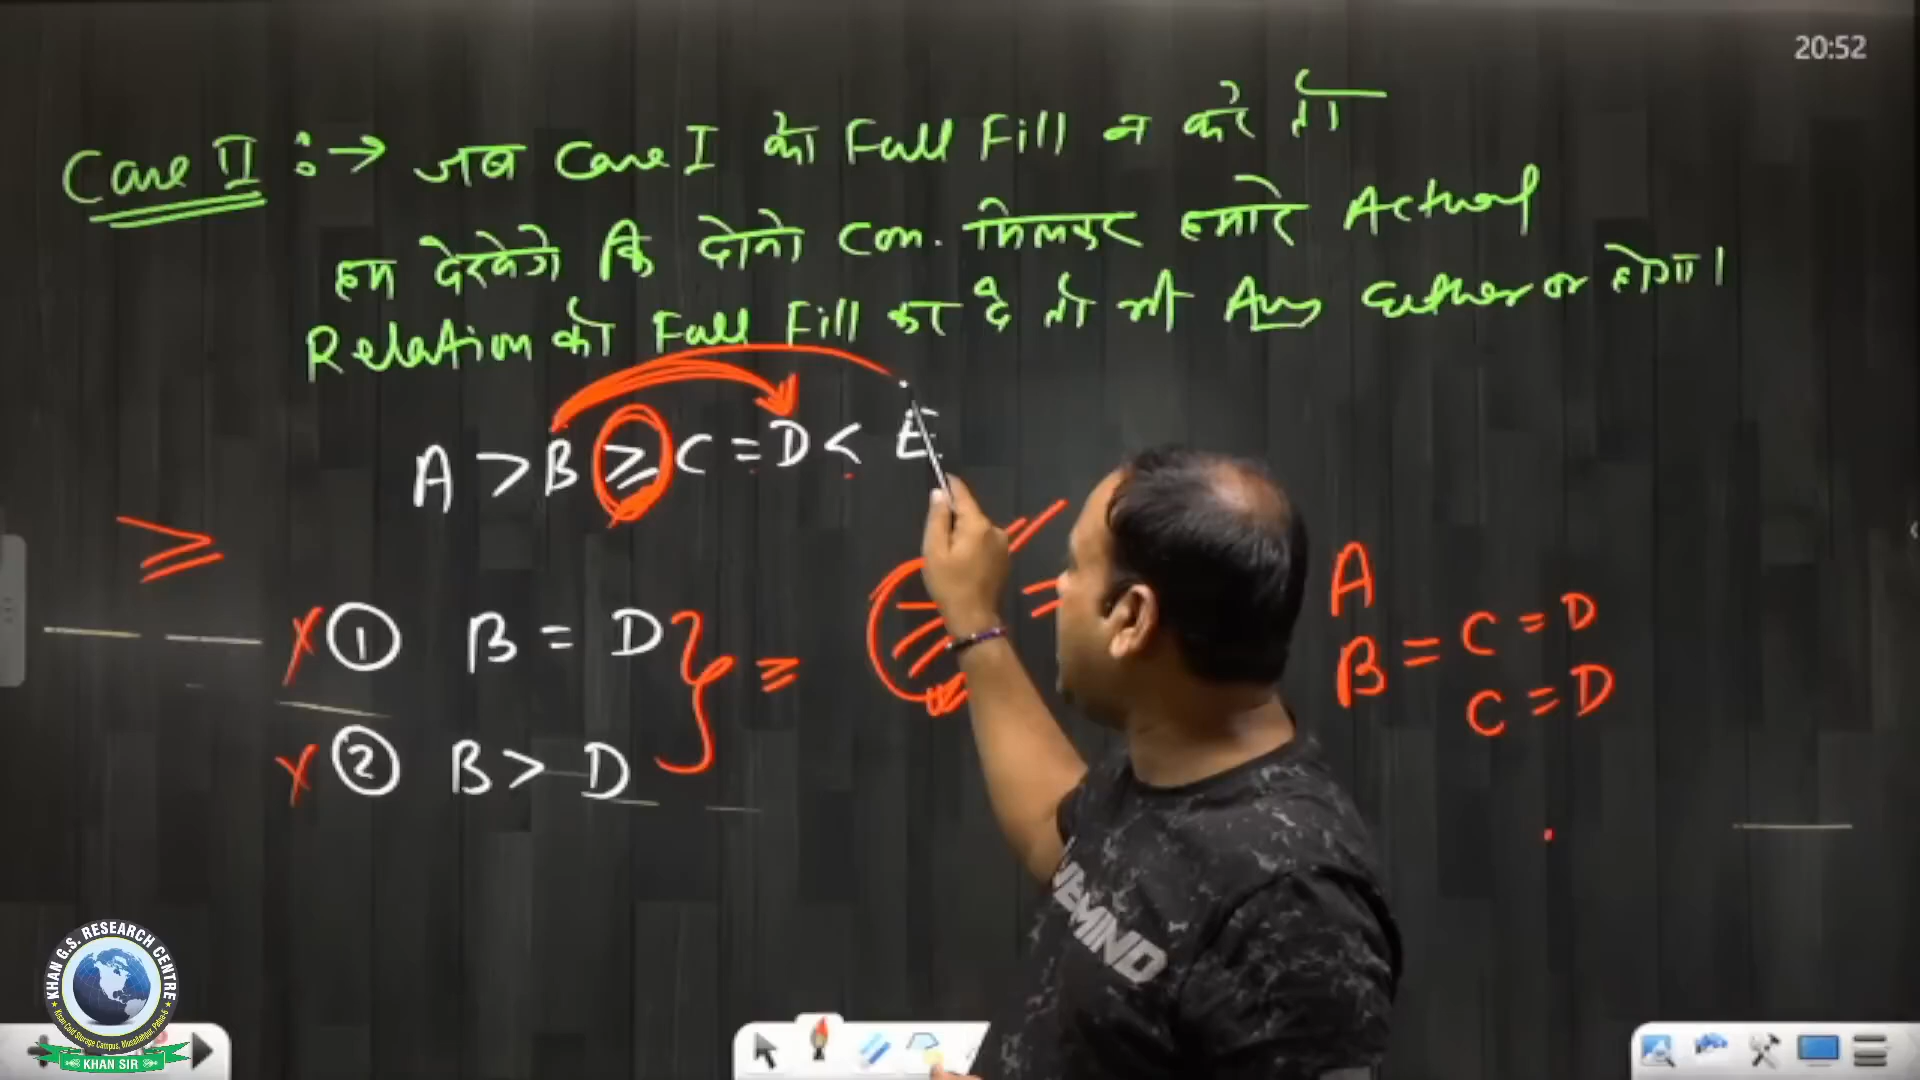 20:52
Case II :→ जब Case I को Full Fill न करे तो
हम देखेंगे कि दोनो Con. मिलकर हमारे Actual
Relation को Full Fill कर दे तो भी Ans Either or होगा।
A > B ≥ C = D < E
≥
x ① B = D } ≥
x ② B > D
A
B = C = D
C = D
NEMIND
KHAN G.S. RESEARCH CENTRE
KHAN SIR